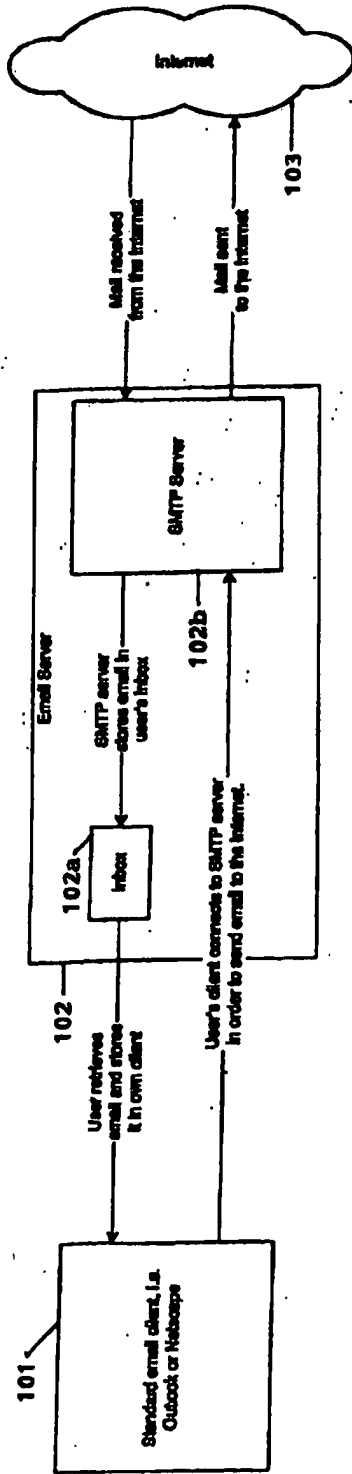 101
Standard email client, i.e.
Outlook or Netscape
User retrieves
email and stores
it in own client
102
Email Server
102a
Inbox
SMTP server
stores email in
user's inbox
SMTP Server
102b
User's client connects to SMTP server
in order to send email to the Internet.
Mail received
from the Internet
Mail sent
to the Internet
Internet
103